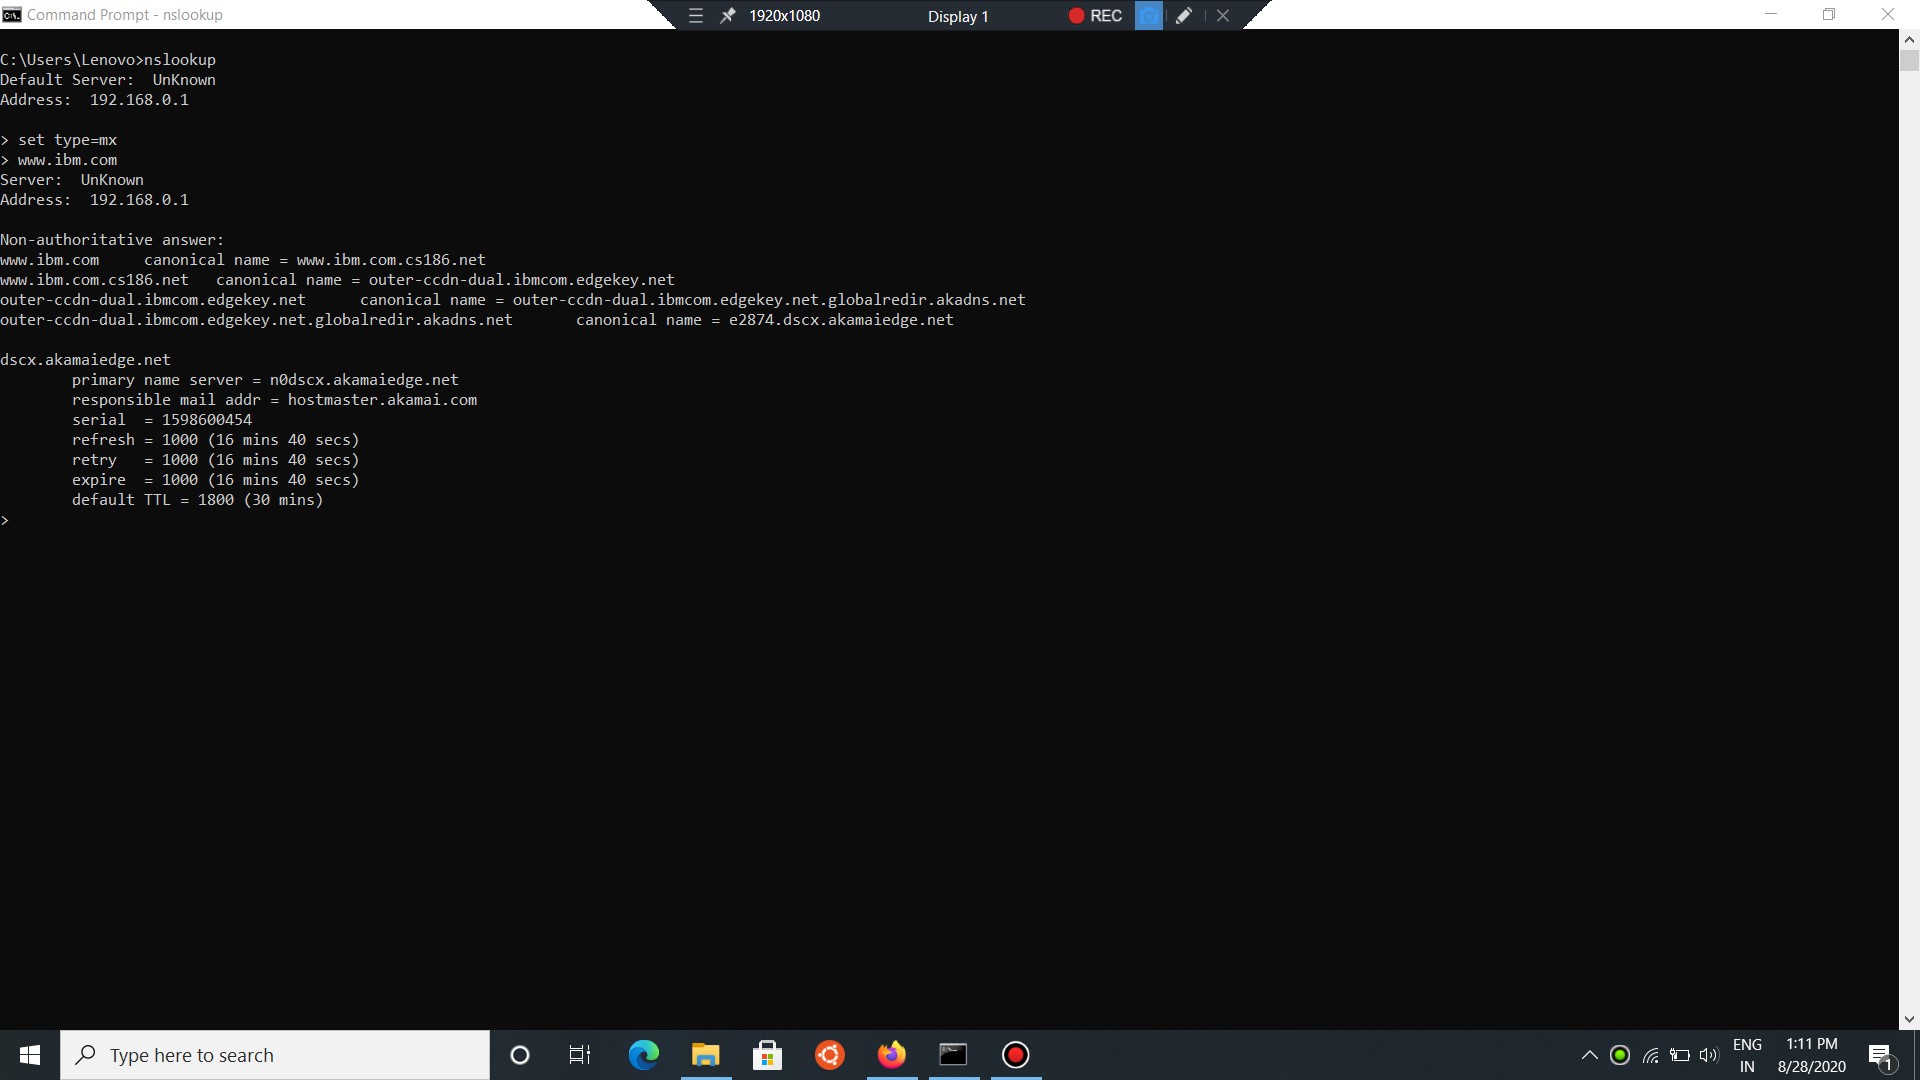 Command Prompt - nslookup
1920x1080
Display 1
REC
C:\Users\Lenovo>nslookup
Default Server:  UnKnown
Address:  192.168.0.1
> set type=mx
> www.ibm.com
Server:  UnKnown
Address:  192.168.0.1
Non-authoritative answer:
www.ibm.com     canonical name = www.ibm.com.cs186.net
www.ibm.com.cs186.net   canonical name = outer-ccdn-dual.ibmcom.edgekey.net
outer-ccdn-dual.ibmcom.edgekey.net      canonical name = outer-ccdn-dual.ibmcom.edgekey.net.globalredir.akadns.net
outer-ccdn-dual.ibmcom.edgekey.net.globalredir.akadns.net       canonical name = e2874.dscx.akamaiedge.net
dscx.akamaiedge.net
        primary name server = n0dscx.akamaiedge.net
        responsible mail addr = hostmaster.akamai.com
        serial  = 1598600454
        refresh = 1000 (16 mins 40 secs)
        retry   = 1000 (16 mins 40 secs)
        expire  = 1000 (16 mins 40 secs)
        default TTL = 1800 (30 mins)
>
Type here to search
ENG
IN
1:11 PM
8/28/2020
1